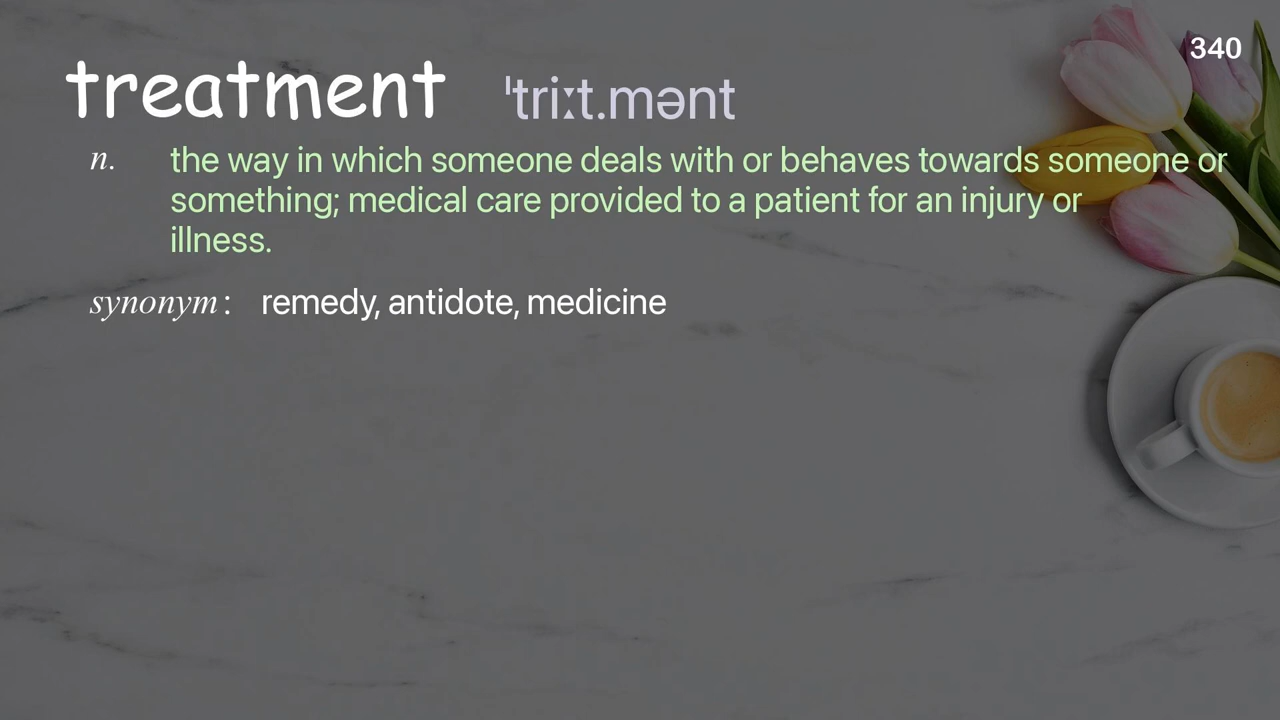 340
treatment ˈtriːt.mənt
n. the way in which someone deals with or behaves towards someone or
something; medical care provided to a patient for an injury or
illness.
synonym: remedy, antidote, medicine